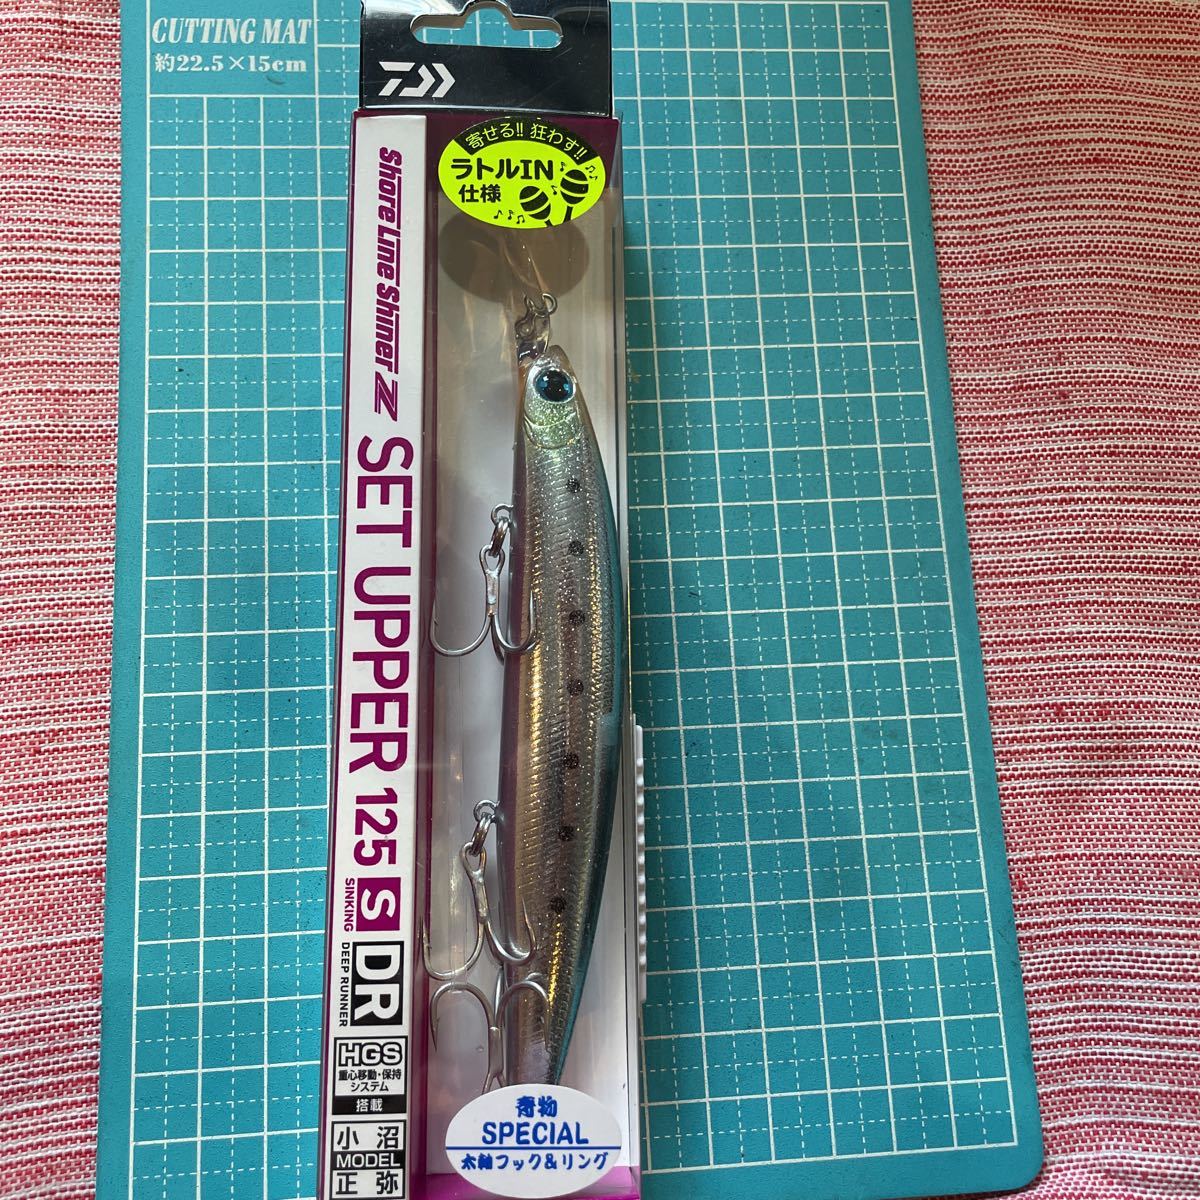 CUTTING MAT
約22.5×15cm
寄せる!! 狂わす!!
ラトルIN
仕様
Shore Line Shiner Z
SET UPPER 125 S DR
SINKING
DEEP RUNNER
HGS
重心移動・保持
システム
搭載
小沼
MODEL
正弥
青物
SPECIAL
太軸フック&リング